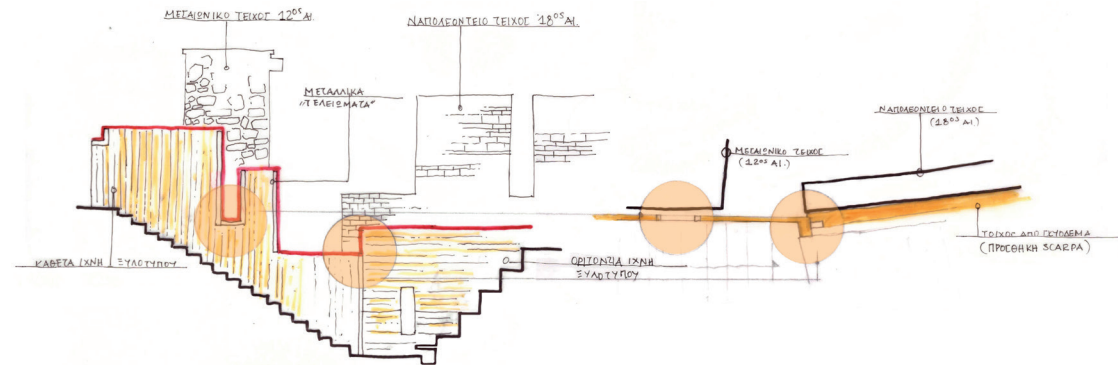 ΜΕΣΑΙΩΝΙΚΟ ΤΕΙΧΟΣ 12ος ΑΙ.
ΝΑΠΟΛΕΟΝΤΕΙΟ ΤΕΙΧΟΣ 18ος ΑΙ.
ΜΕΤΑΛΛΙΚΑ
"ΤΕΛΕΙΩΜΑΤΑ"
ΝΑΠΟΛΕΟΝΤΕΙΟ ΤΕΙΧΟΣ
(18ος ΑΙ.)
ΜΕΣΑΙΩΝΙΚΟ ΤΕΙΧΟΣ
(12ος ΑΙ.)
ΤΟΙΧΟΣ ΑΠΟ ΣΚΥΡΟΔΕΜΑ
(ΠΡΟΣΘΗΚΗ SCARPA)
ΚΑΘΕΤΑ ΙΧΝΗ ΞΥΛΟΤΥΠΟΥ
ΟΡΙΖΟΝΤΙΑ ΙΧΝΗ
ΞΥΛΟΤΥΠΟΥ